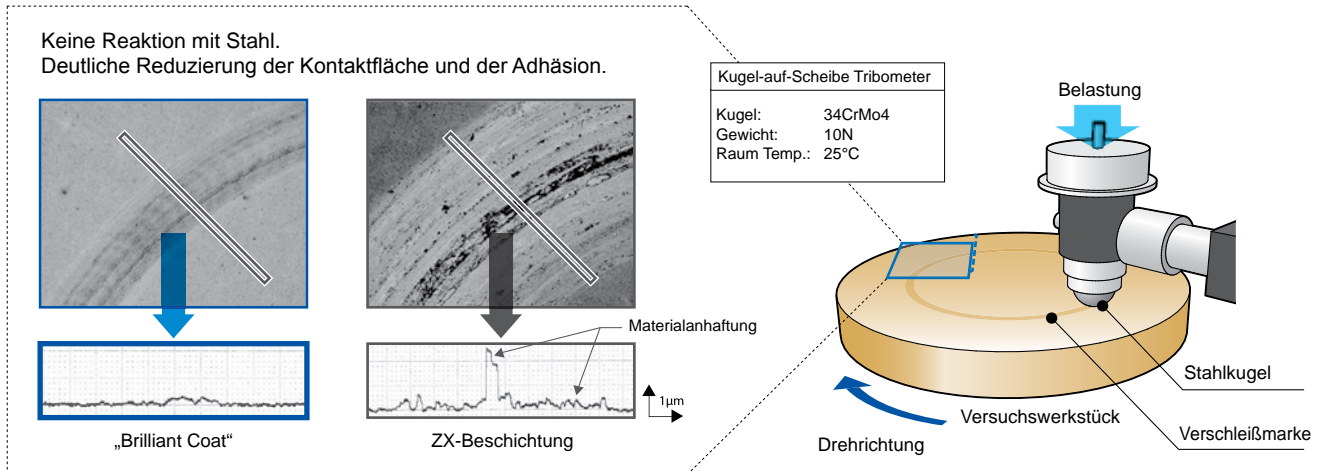 Keine Reaktion mit Stahl.
Deutliche Reduzierung der Kontaktfläche und der Adhäsion.
Materialanhaftung
1µm
„Brilliant Coat“
ZX-Beschichtung
Kugel-auf-Scheibe Tribometer
Kugel: 34CrMo4
Gewicht: 10N
Raum Temp.: 25°C
Belastung
Stahlkugel
Versuchswerkstück
Verschleißmarke
Drehrichtung